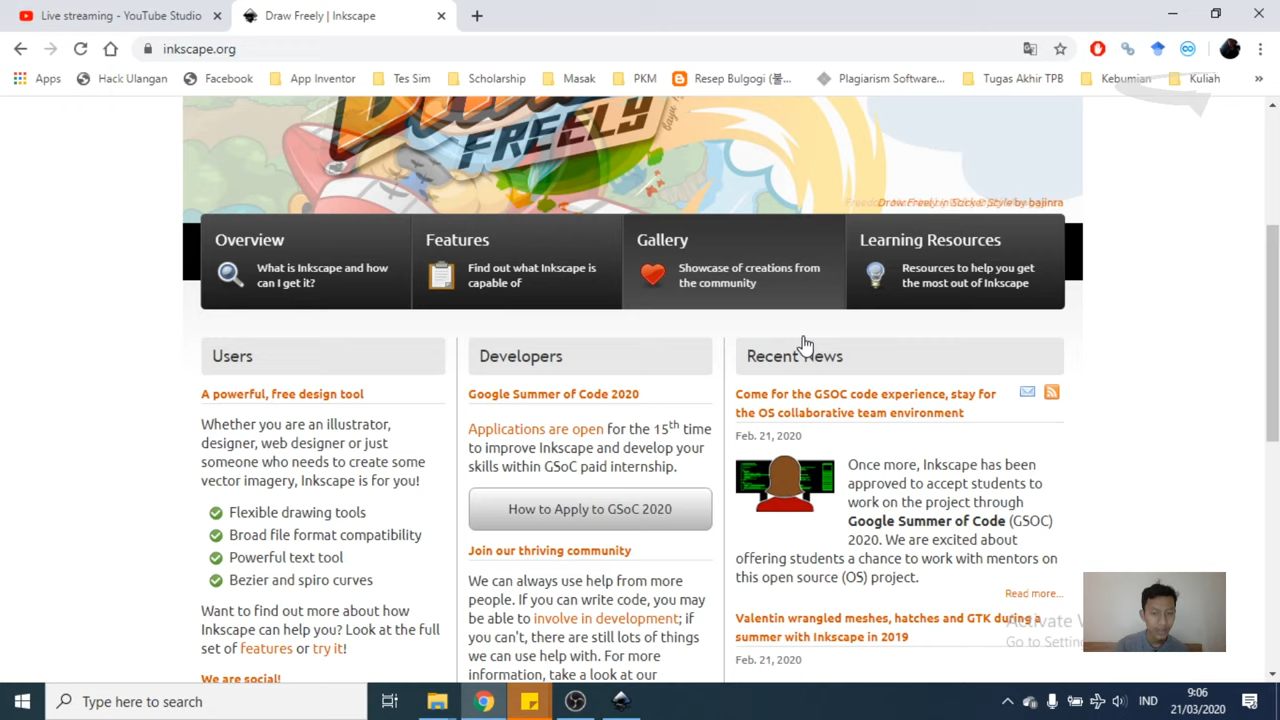 Live streaming - YouTube Studio
Draw Freely | Inkscape
inkscape.org
Apps
Hack Ulangan
Facebook
App Inventor
Tes Sim
Scholarship
Masak
PKM
Resep Bulgogi (불...
Plagiarism Software...
Tugas Akhir TPB
Kebumian
Kuliah
»
FREELY
Draw Freely in Sticker Style by bajinra
Overview
What is Inkscape and how
can I get it?
Features
Find out what Inkscape is
capable of
Gallery
Showcase of creations from
the community
Learning Resources
Resources to help you get
the most out of Inkscape
Users
A powerful, free design tool
Whether you are an illustrator,
designer, web designer or just
someone who needs to create some
vector imagery, Inkscape is for you!
Flexible drawing tools
Broad file format compatibility
Powerful text tool
Bezier and spiro curves
Want to find out more about how
Inkscape can help you? Look at the full
set of features or try it!
We are social!
Developers
Google Summer of Code 2020
Applications are open for the 15th time
to improve Inkscape and develop your
skills within GSoC paid internship.
How to Apply to GSoC 2020
Join our thriving community
We can always use help from more
people. If you can write code, you may
be able to involve in development; if
you can't, there are still lots of things
we can use help with. For more
information, take a look at our
Recent News
Come for the GSOC code experience, stay for
the OS collaborative team environment
Feb. 21, 2020
Once more, Inkscape has been
approved to accept students to
work on the project through
Google Summer of Code (GSOC)
2020. We are excited about
offering students a chance to work with mentors on
this open source (OS) project.
Read more...
Valentin wrangled meshes, hatches and GTK during a
summer with Inkscape in 2019
Feb. 21, 2020
Activate
Go to Settin
Type here to search
IND
9:06
21/03/2020